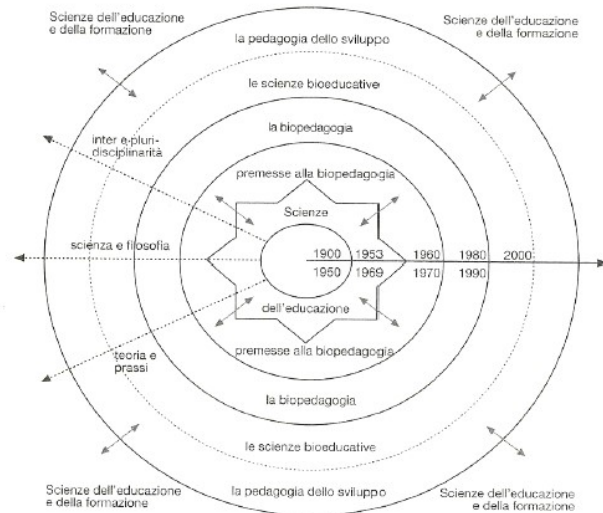 Scienze dell'educazione
e della formazione
Scienze dell'educazione
e della formazione
la pedagogia dello sviluppo
le scienze bioeducative
la biopedagogia
inter e pluri-
disciplinarità
premesse alla biopedagogia
Scienze
scienza e filosofia
1900 1953 1960 1980 2000
1950 1969 1970 1990
dell'educazione
teoria e
prassi
premesse alla biopedagogia
la biopedagogia
le scienze bioeducative
la pedagogia dello sviluppo
Scienze dell'educazione
e della formazione
Scienze dell'educazione
e della formazione